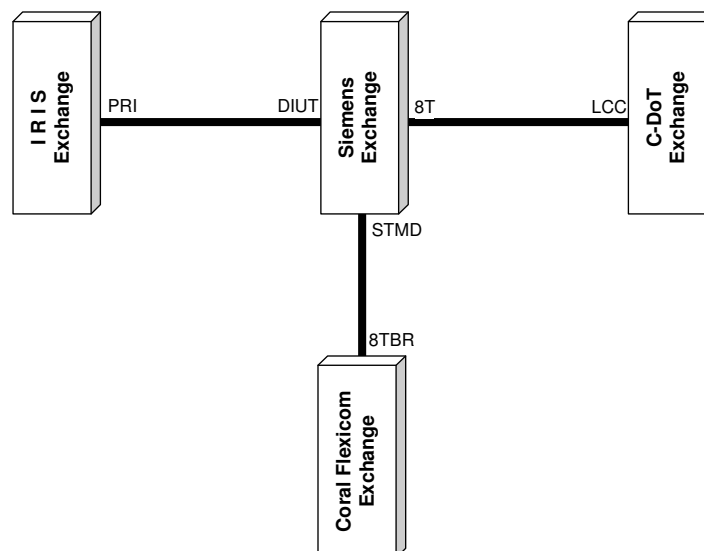 I R I S
Exchange
PRI
DIUT
Siemens
Exchange
8T
LCC
C-DoT
Exchange
STMD
8TBR
Coral Flexicom
Exchange